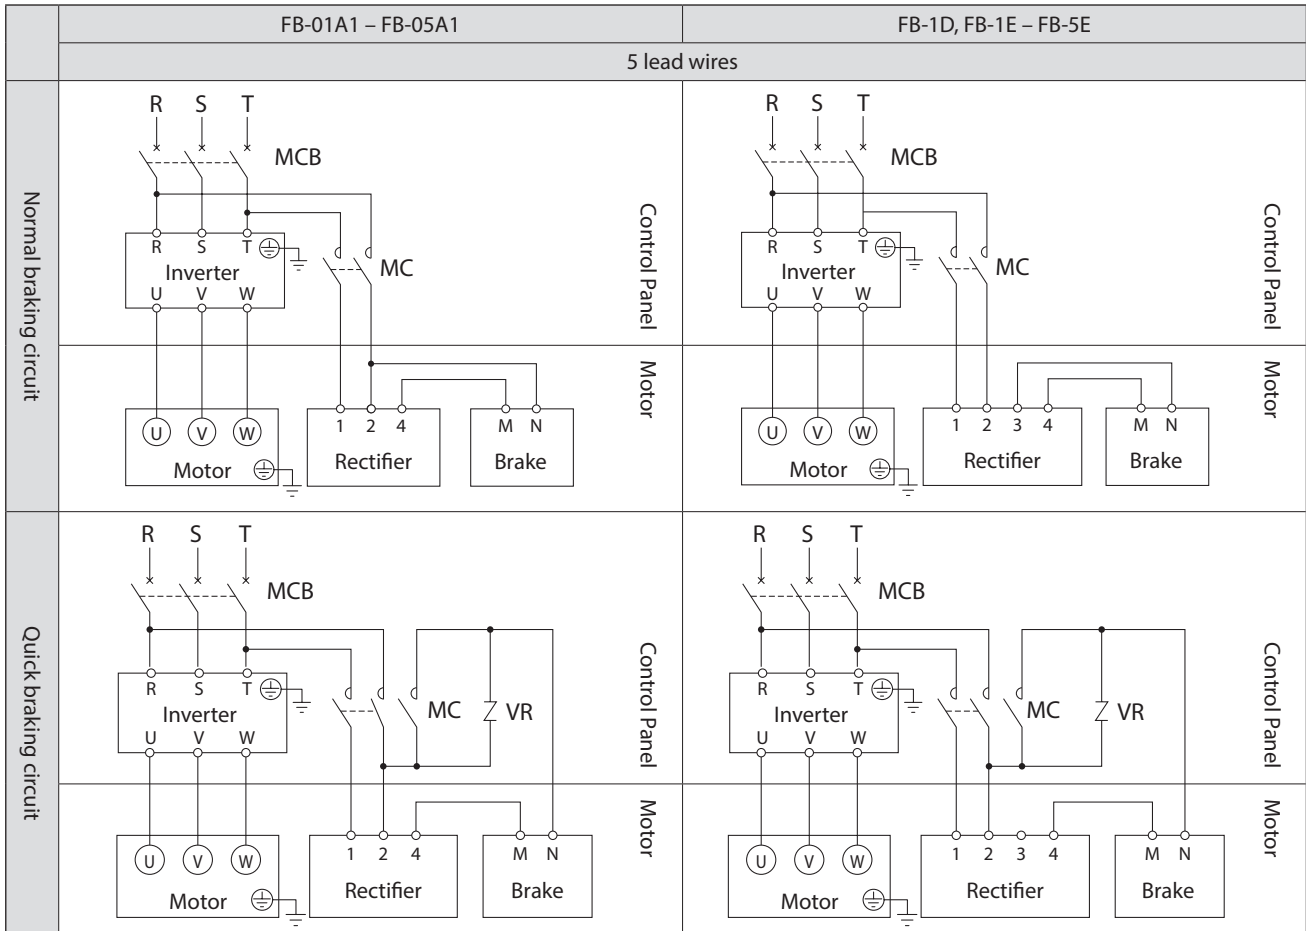 FB-01A1 – FB-05A1
FB-1D, FB-1E – FB-5E
5 lead wires
Normal braking circuit
R S T
MCB
R S T
Inverter
U V W
MC
Control Panel
U V W
Motor
1 2 4
Rectifier
M N
Brake
Motor
R S T
MCB
R S T
Inverter
U V W
MC
Control Panel
U V W
Motor
1 2 3 4
Rectifier
M N
Brake
Motor
Quick braking circuit
R S T
MCB
R S T
Inverter
U V W
MC
VR
Control Panel
U V W
Motor
1 2 4
Rectifier
M N
Brake
Motor
R S T
MCB
R S T
Inverter
U V W
MC
VR
Control Panel
U V W
Motor
1 2 3 4
Rectifier
M N
Brake
Motor